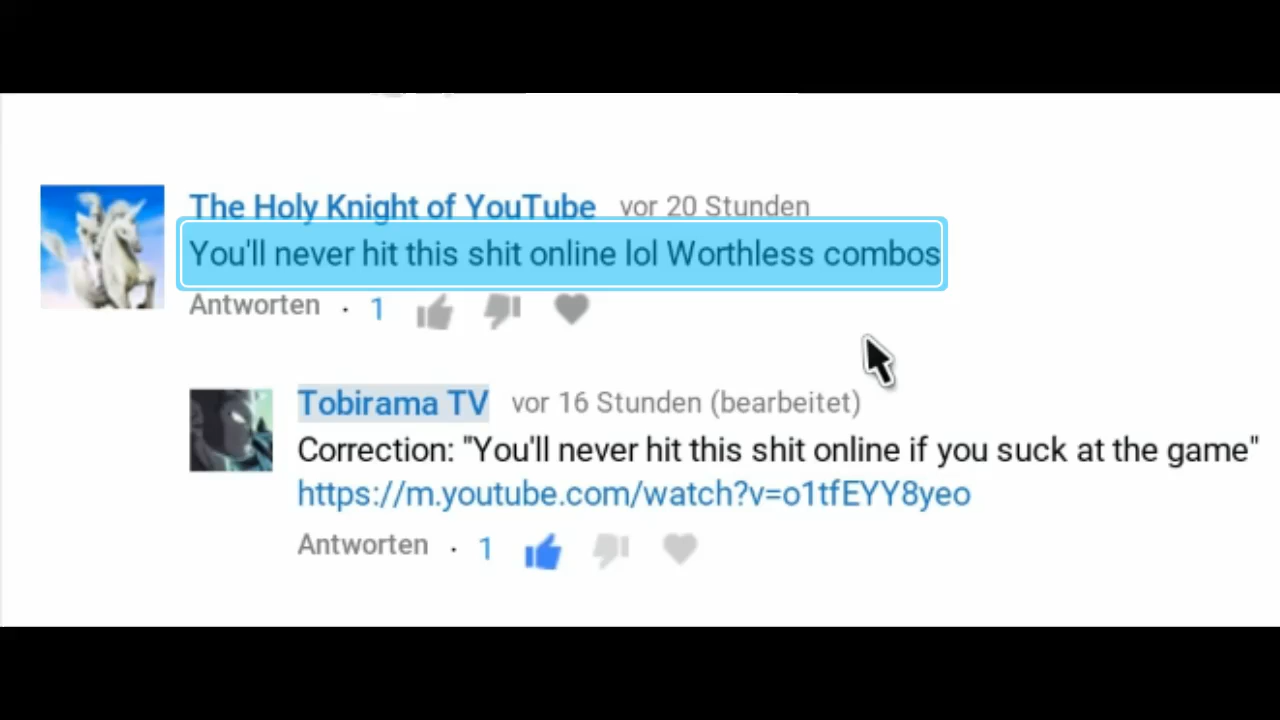 The Holy Knight of YouTube vor 20 Stunden
You'll never hit this shit online lol Worthless combos
Antworten · 1
Tobirama TV vor 16 Stunden (bearbeitet)
Correction: "You'll never hit this shit online if you suck at the game"
https://m.youtube.com/watch?v=o1tfEYY8yeo
Antworten · 1